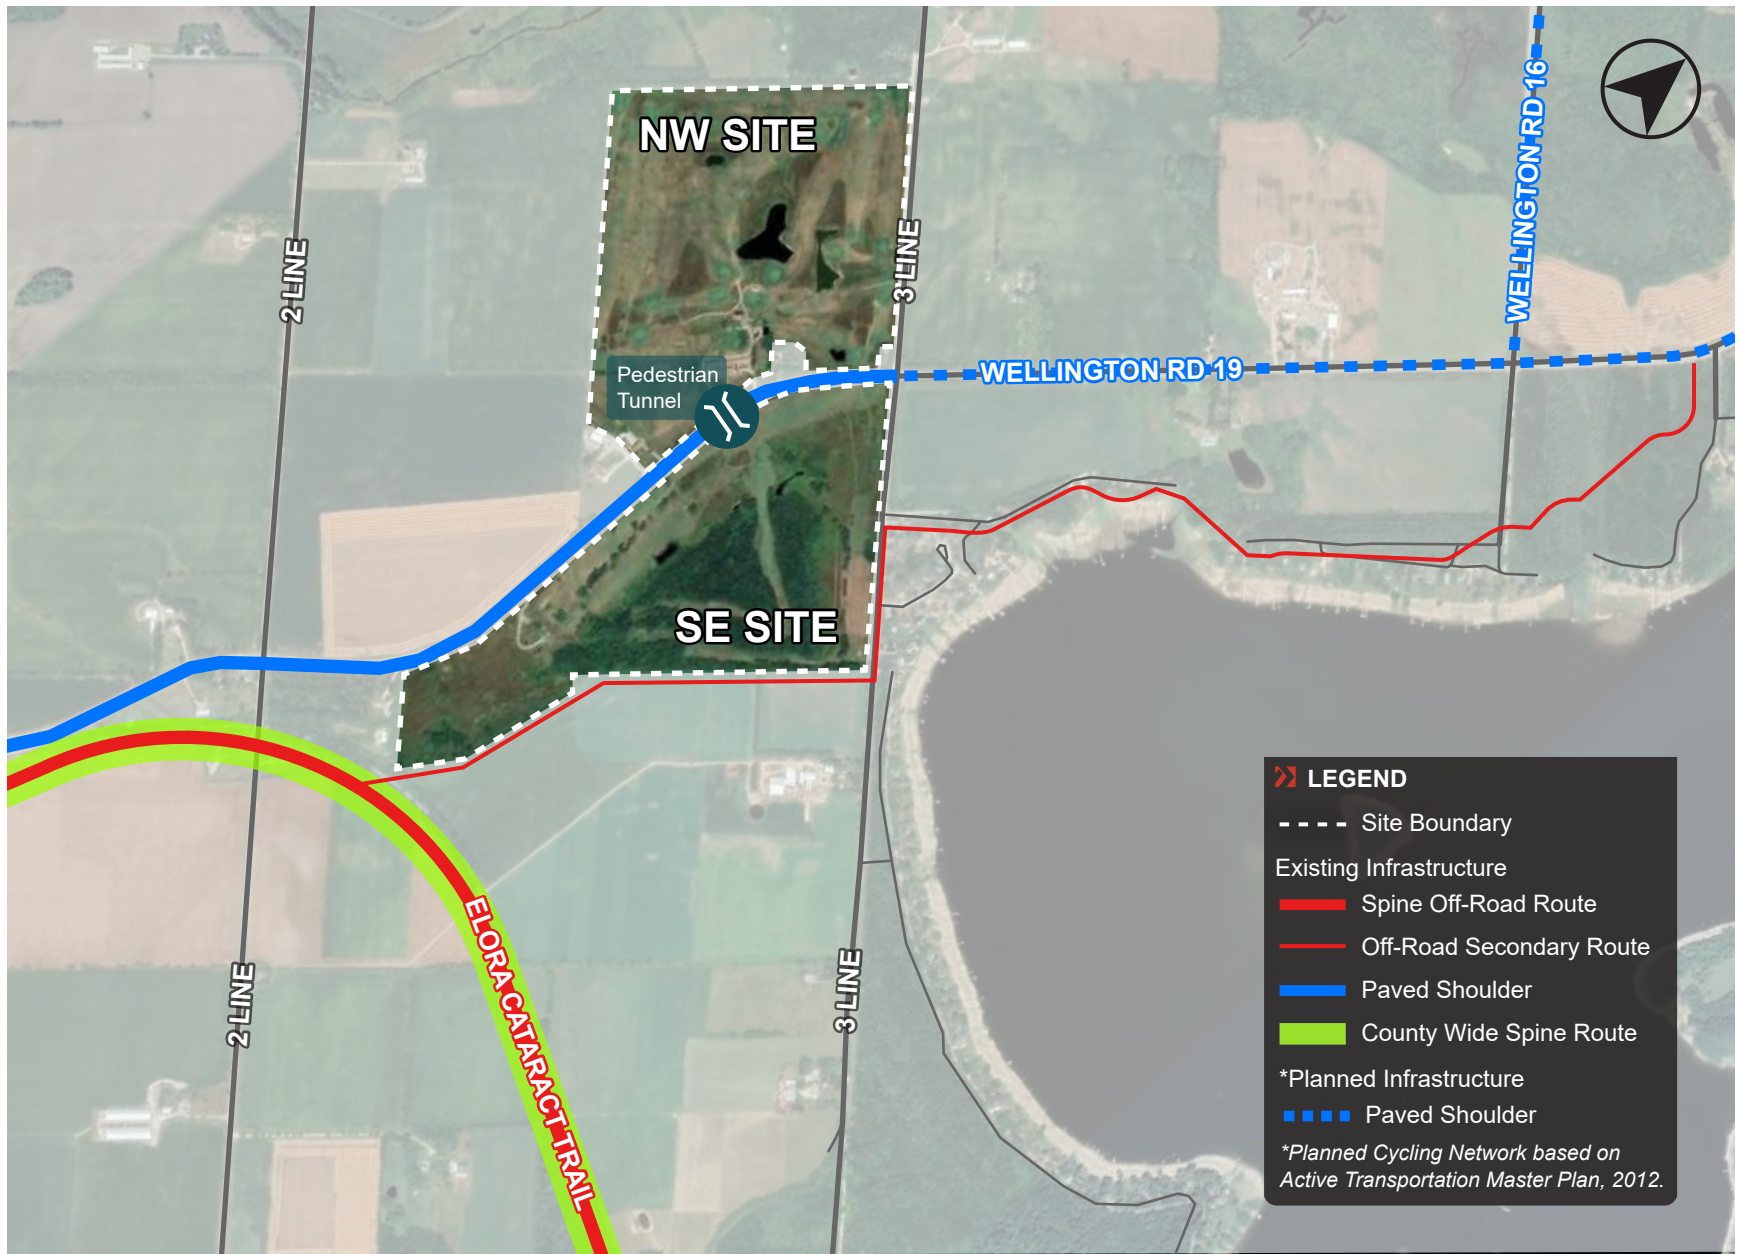 NW SITE
WELLINGTON RD 16
2 LINE
3 LINE
Pedestrian
Tunnel
WELLINGTON RD 19
SE SITE
ELORA CATARACT TRAIL
2 LINE
3 LINE
LEGEND
Site Boundary
Existing Infrastructure
Spine Off-Road Route
Off-Road Secondary Route
Paved Shoulder
County Wide Spine Route
*Planned Infrastructure
Paved Shoulder
*Planned Cycling Network based on
Active Transportation Master Plan, 2012.